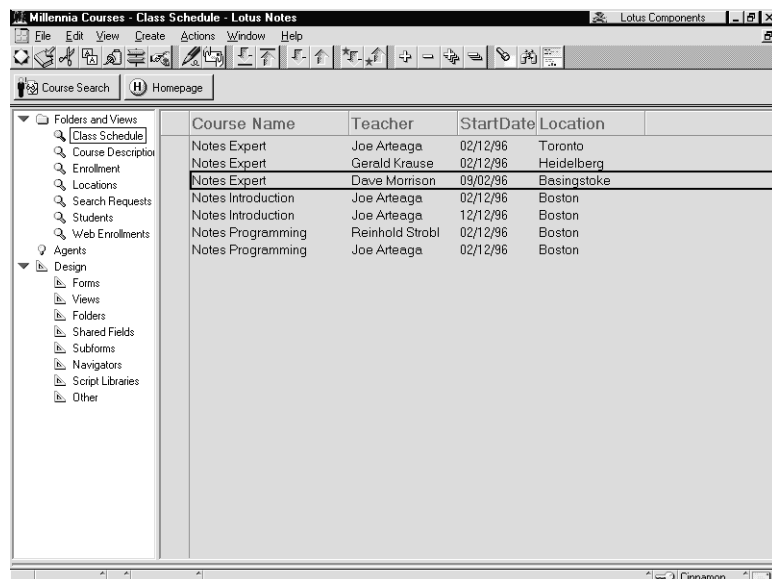 Millennia Courses - Class Schedule - Lotus Notes
Lotus Components
File Edit View Create Actions Window Help
Course Search
Homepage
Folders and Views
Class Schedule
Course Description
Enrollment
Locations
Search Requests
Students
Web Enrollments
Agents
Design
Forms
Views
Folders
Shared Fields
Subforms
Navigators
Script Libraries
Other
Course Name Teacher StartDate Location
Notes Expert Joe Arteaga 02/12/96 Toronto
Notes Expert Gerald Krause 02/12/96 Heidelberg
Notes Expert Dave Morrison 09/02/96 Basingstoke
Notes Introduction Joe Arteaga 02/12/96 Boston
Notes Introduction Joe Arteaga 12/12/96 Boston
Notes Programming Reinhold Strobl 02/12/96 Boston
Notes Programming Joe Arteaga 02/12/96 Boston
Cinnamon